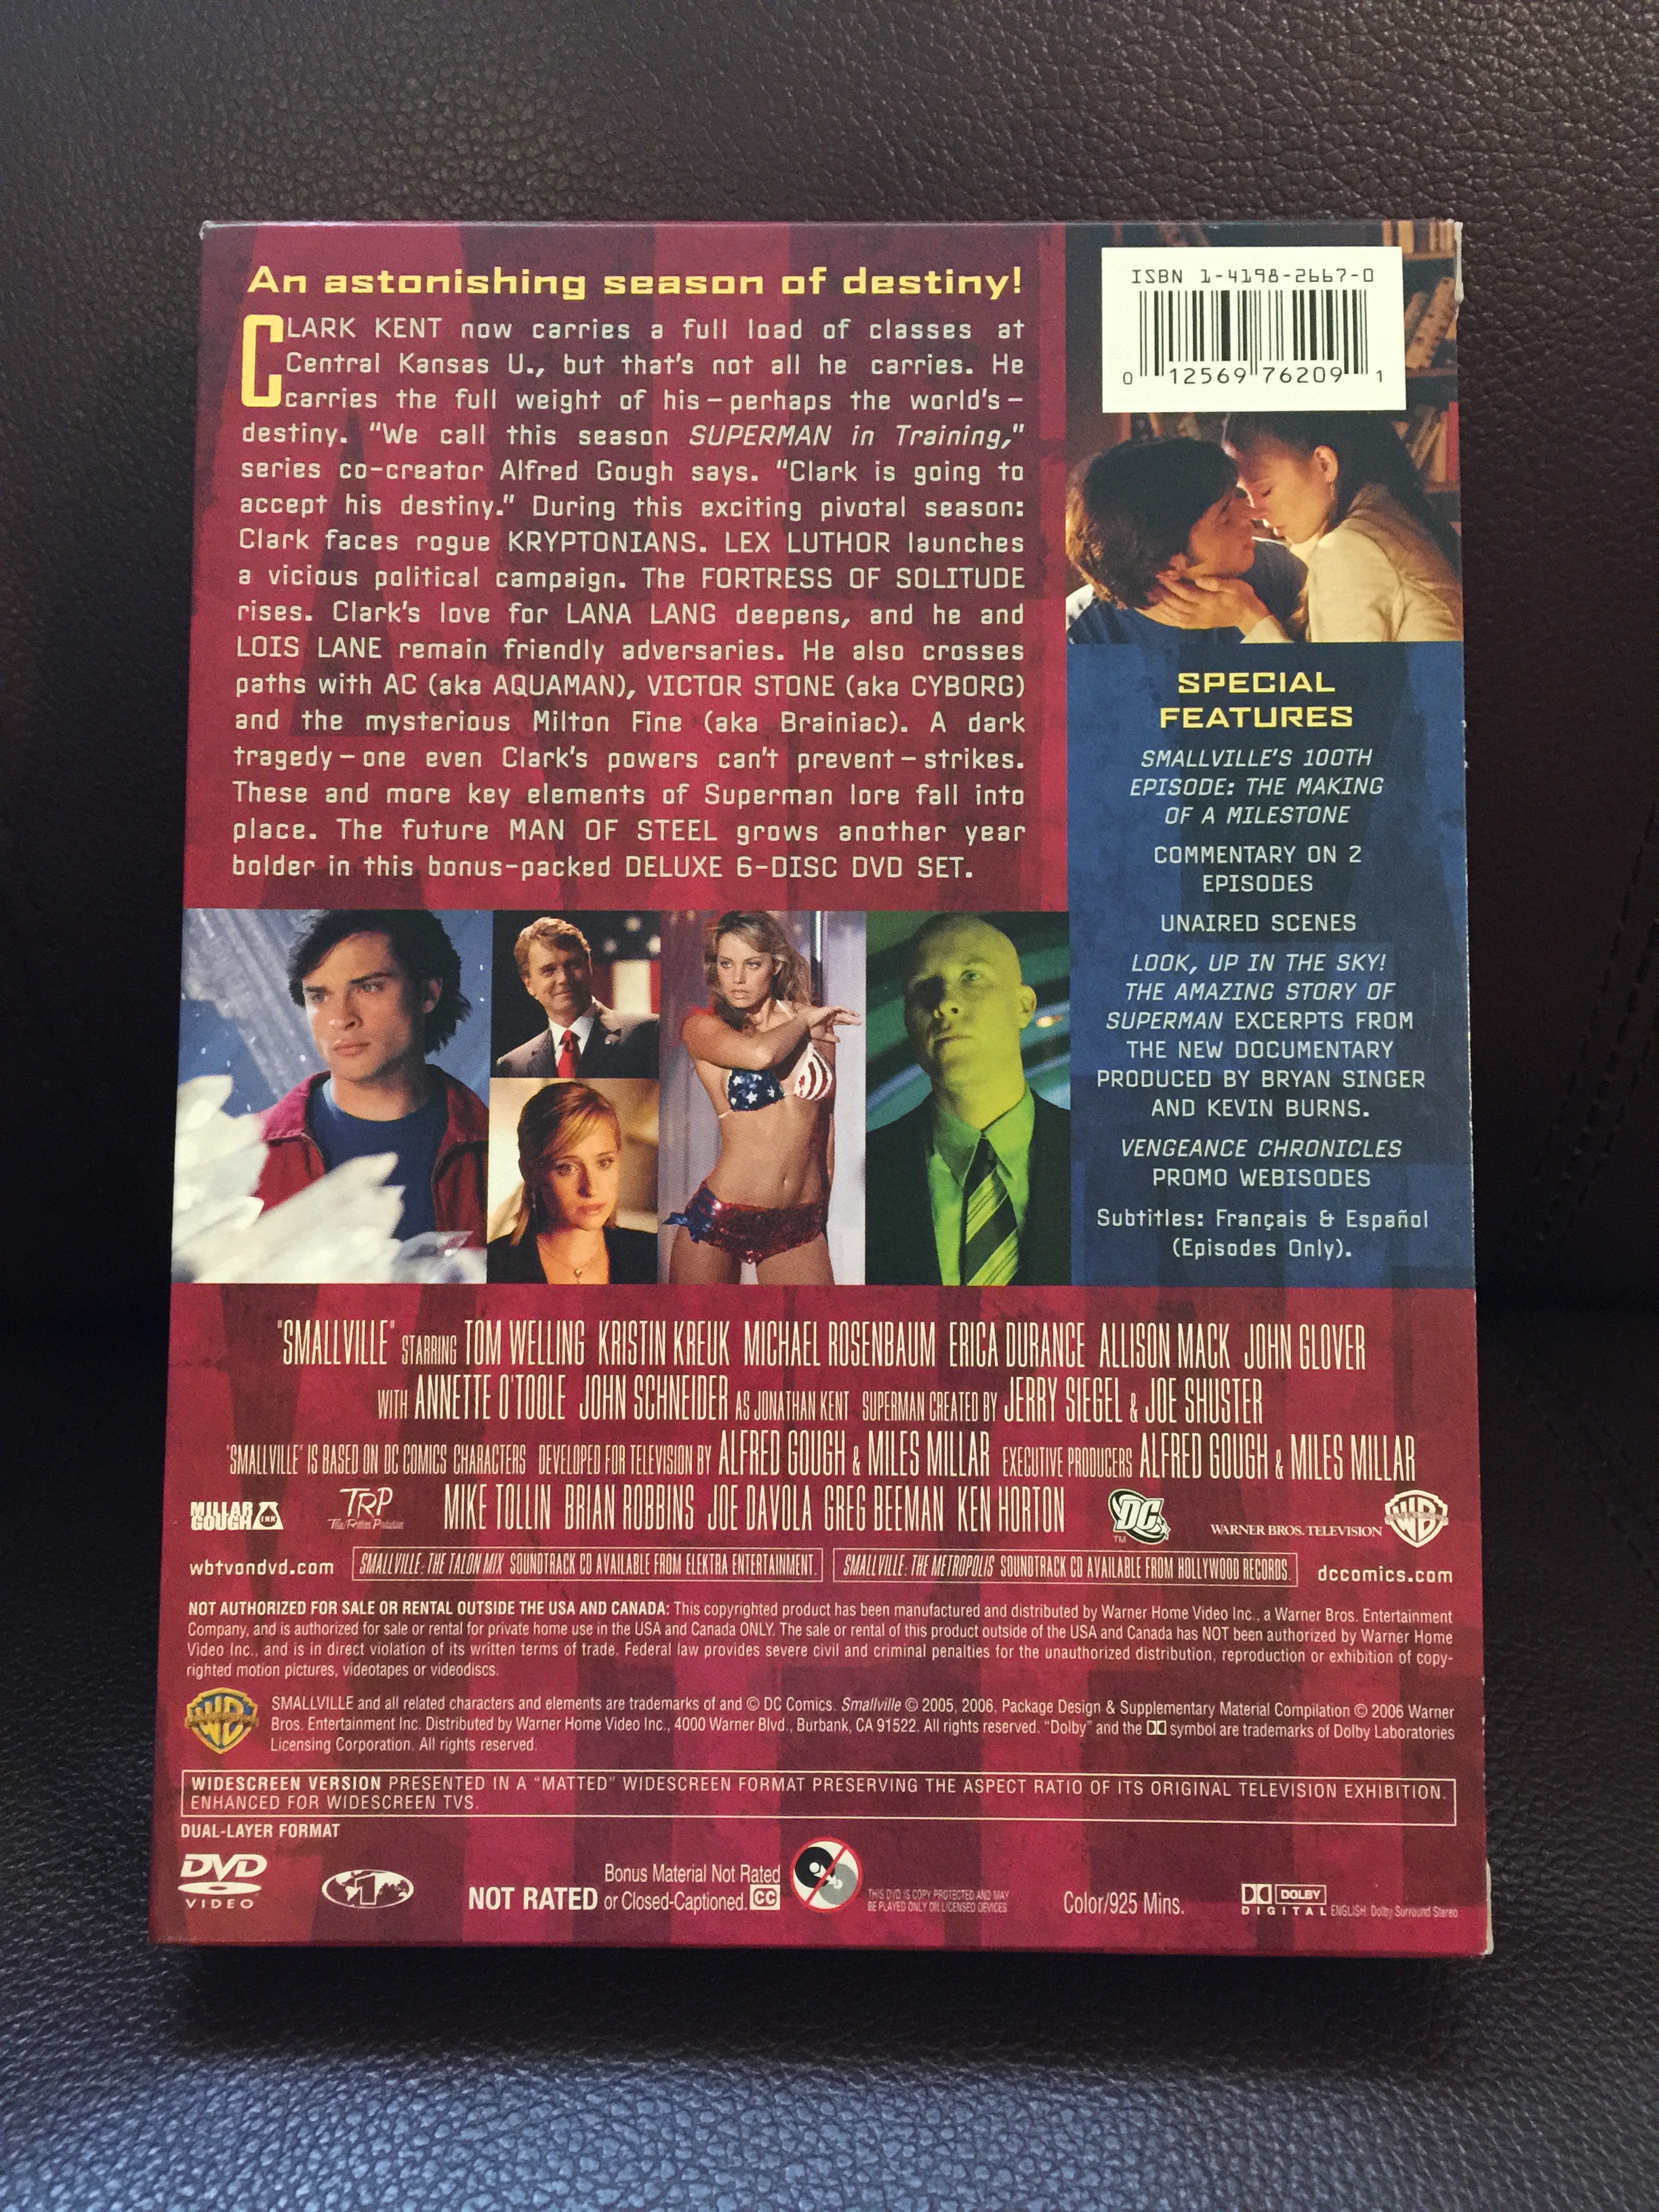 An astonishing season of destiny!
CLARK KENT now carries a full load of classes at
Central Kansas U., but that's not all he carries. He
carries the full weight of his – perhaps the world's –
destiny. "We call this season SUPERMAN in Training,"
series co-creator Alfred Gough says. "Clark is going to
accept his destiny." During this exciting pivotal season:
Clark faces rogue KRYPTONIANS. LEX LUTHOR launches
a vicious political campaign. The FORTRESS OF SOLITUDE
rises. Clark's love for LANA LANG deepens, and he and
LOIS LANE remain friendly adversaries. He also crosses
paths with AC (aka AQUAMAN), VICTOR STONE (aka CYBORG)
and the mysterious Milton Fine (aka Brainiac). A dark
tragedy – one even Clark's powers can't prevent – strikes.
These and more key elements of Superman lore fall into
place. The future MAN OF STEEL grows another year
bolder in this bonus-packed DELUXE 6-DISC DVD SET.
ISBN 1-4198-2667-0
0 12569 76209 1
SPECIAL
FEATURES
SMALLVILLE'S 100TH
EPISODE: THE MAKING
OF A MILESTONE
COMMENTARY ON 2
EPISODES
UNAIRED SCENES
LOOK, UP IN THE SKY!
THE AMAZING STORY OF
SUPERMAN EXCERPTS FROM
THE NEW DOCUMENTARY
PRODUCED BY BRYAN SINGER
AND KEVIN BURNS.
VENGEANCE CHRONICLES
PROMO WEBISODES
Subtitles: Français & Español
(Episodes Only).
"SMALLVILLE" STARRING TOM WELLING KRISTIN KREUK MICHAEL ROSENBAUM ERICA DURANCE ALLISON MACK JOHN GLOVER
WITH ANNETTE O'TOOLE JOHN SCHNEIDER AS JONATHAN KENT SUPERMAN CREATED BY JERRY SIEGEL & JOE SHUSTER
"SMALLVILLE" IS BASED ON DC COMICS CHARACTERS DEVELOPED FOR TELEVISION BY ALFRED GOUGH & MILES MILLAR EXECUTIVE PRODUCERS ALFRED GOUGH & MILES MILLAR
MILLAR GOUGH INK TRP Tollin/Robbins Productions MIKE TOLLIN BRIAN ROBBINS JOE DAVOLA GREG BEEMAN KEN HORTON DC TM WARNER BROS. TELEVISION WB
wbtvondvd.com SMALLVILLE: THE TALON MIX SOUNDTRACK CD AVAILABLE FROM ELEKTRA ENTERTAINMENT. SMALLVILLE: THE METROPOLIS SOUNDTRACK CD AVAILABLE FROM HOLLYWOOD RECORDS. dccomics.com
NOT AUTHORIZED FOR SALE OR RENTAL OUTSIDE THE USA AND CANADA: This copyrighted product has been manufactured and distributed by Warner Home Video Inc., a Warner Bros. Entertainment
Company, and is authorized for sale or rental for private home use in the USA and Canada ONLY. The sale or rental of this product outside of the USA and Canada has NOT been authorized by Warner Home
Video Inc., and is in direct violation of its written terms of trade. Federal law provides severe civil and criminal penalties for the unauthorized distribution, reproduction or exhibition of copy-
righted motion pictures, videotapes or videodiscs.
SMALLVILLE and all related characters and elements are trademarks of and © DC Comics. Smallville © 2005, 2006, Package Design & Supplementary Material Compilation © 2006 Warner
Bros. Entertainment Inc. Distributed by Warner Home Video Inc., 4000 Warner Blvd., Burbank, CA 91522. All rights reserved. "Dolby" and the DD symbol are trademarks of Dolby Laboratories
Licensing Corporation. All rights reserved.
WIDESCREEN VERSION PRESENTED IN A "MATTED" WIDESCREEN FORMAT PRESERVING THE ASPECT RATIO OF ITS ORIGINAL TELEVISION EXHIBITION.
ENHANCED FOR WIDESCREEN TVS.
DUAL-LAYER FORMAT
DVD
VIDEO
1
NOT RATED
Bonus Material Not Rated
or Closed-Captioned. CC
THIS DVD IS COPY PROTECTED AND MAY
BE PLAYED ONLY ON LICENSED DEVICES
Color/925 Mins.
DOLBY
DIGITAL ENGLISH: Dolby Surround Stereo